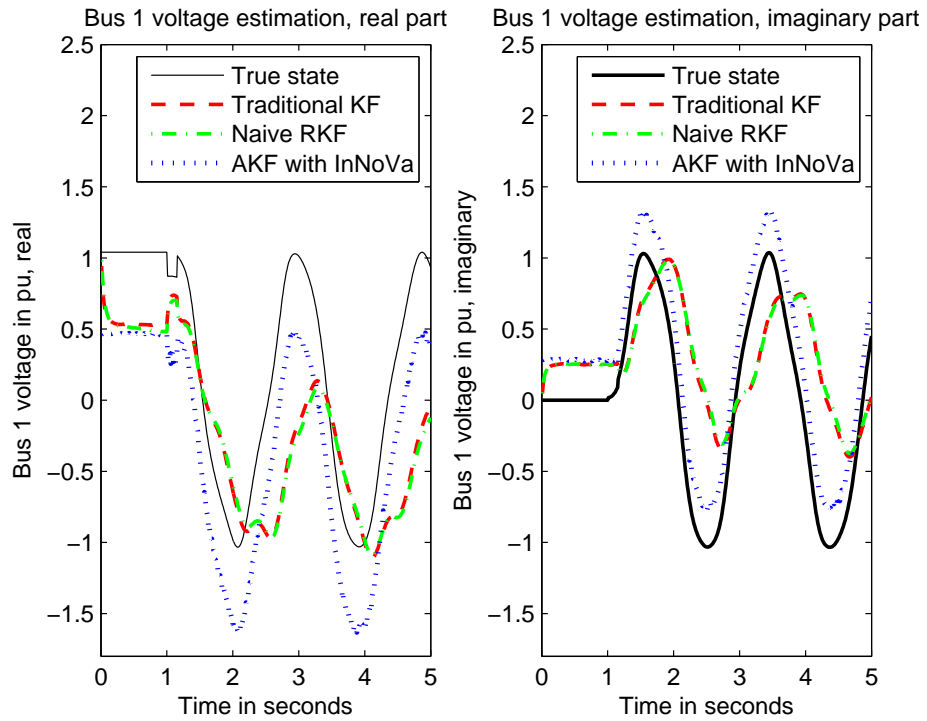 Bus 1 voltage estimation, real part
2.5
2
1.5
1
0.5
0
−0.5
−1
−1.5
Bus 1 voltage in pu, real
True state
Traditional KF
Naive RKF
AKF with InNoVa
0 1 2 3 4 5
Time in seconds
Bus 1 voltage estimation, imaginary part
2.5
2
1.5
1
0.5
0
−0.5
−1
−1.5
Bus 1 voltage in pu, imaginary
True state
Traditional KF
Naive RKF
AKF with InNoVa
0 1 2 3 4 5
Time in seconds